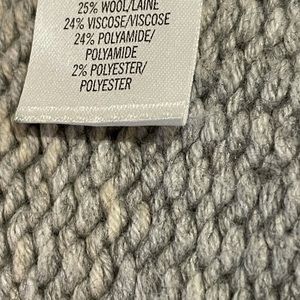 25% WOOL/LAINE
24% VISCOSE/VISCOSE
24% POLYAMIDE/
POLYAMIDE
2% POLYESTER/
POLYESTER